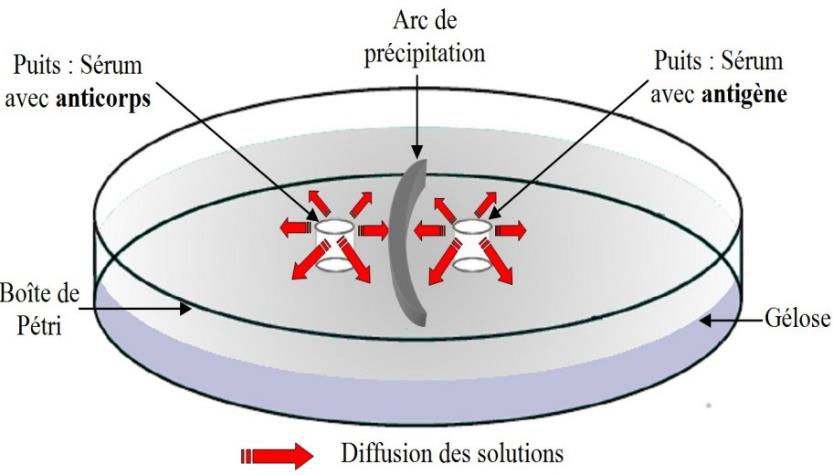 Arc de
précipitation
Puits : Sérum
avec anticorps
Puits : Sérum
avec antigène
Boîte de
Pétri
Gélose
Diffusion des solutions